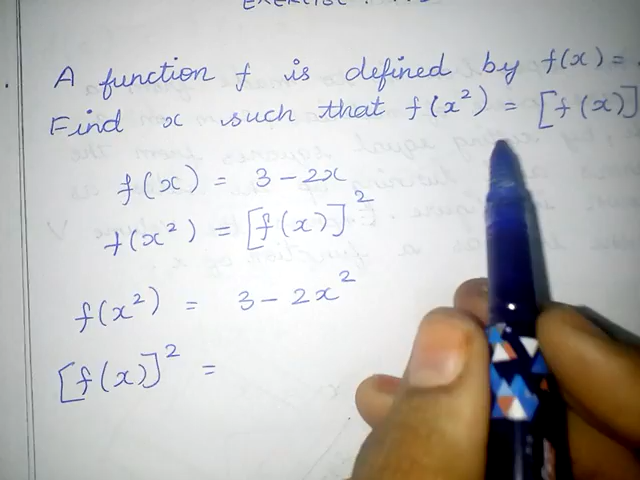 A function f is defined by f(x) =
Find x such that f(x²) = [f(x)]
f(x) = 3 - 2x
f(x²) = [f(x)]²
f(x²) = 3 - 2x²
[f(x)]² =